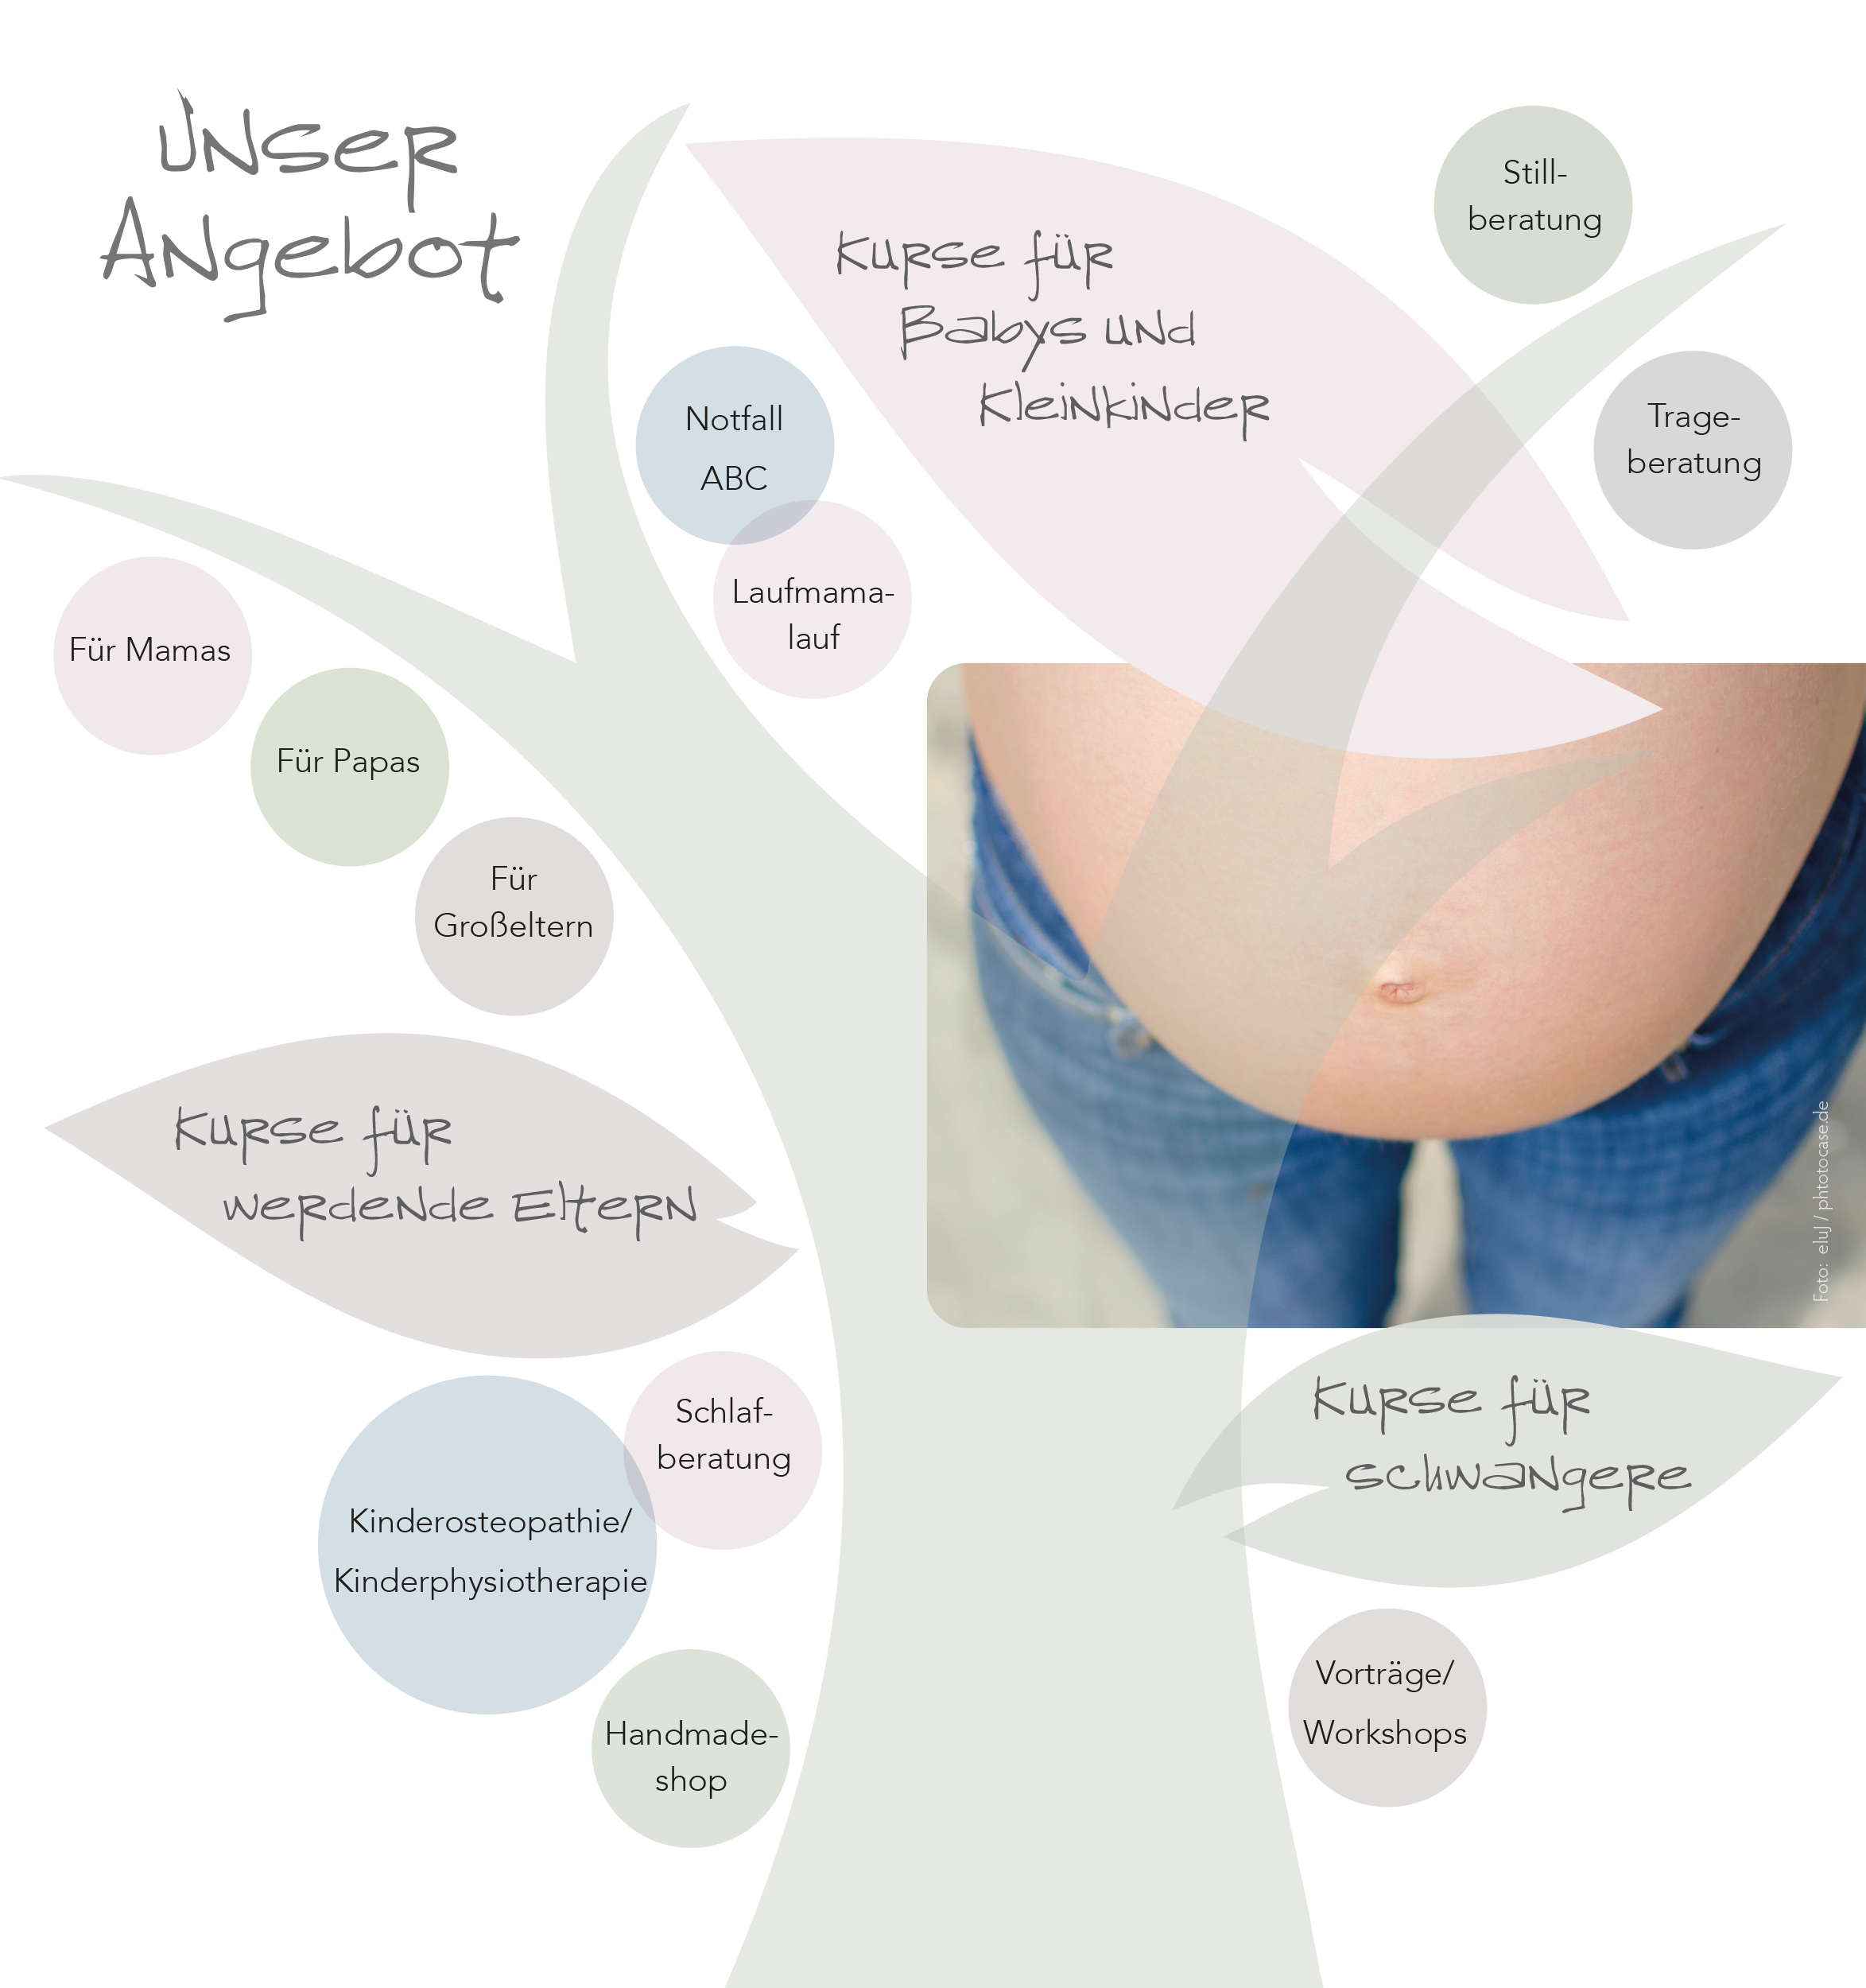 Unser
Angebot
Kurse für
Babys und
Kleinkinder
Still-
beratung
Trage-
beratung
Notfall
ABC
Laufmama-
lauf
Für Mamas
Für Papas
Für
Großeltern
Kurse für
werdende Eltern
Foto: eluJ / phtotocase.de
Kurse für
schwangere
Schlaf-
beratung
Kinderosteopathie/
Kinderphysiotherapie
Handmade-
shop
Vorträge/
Workshops